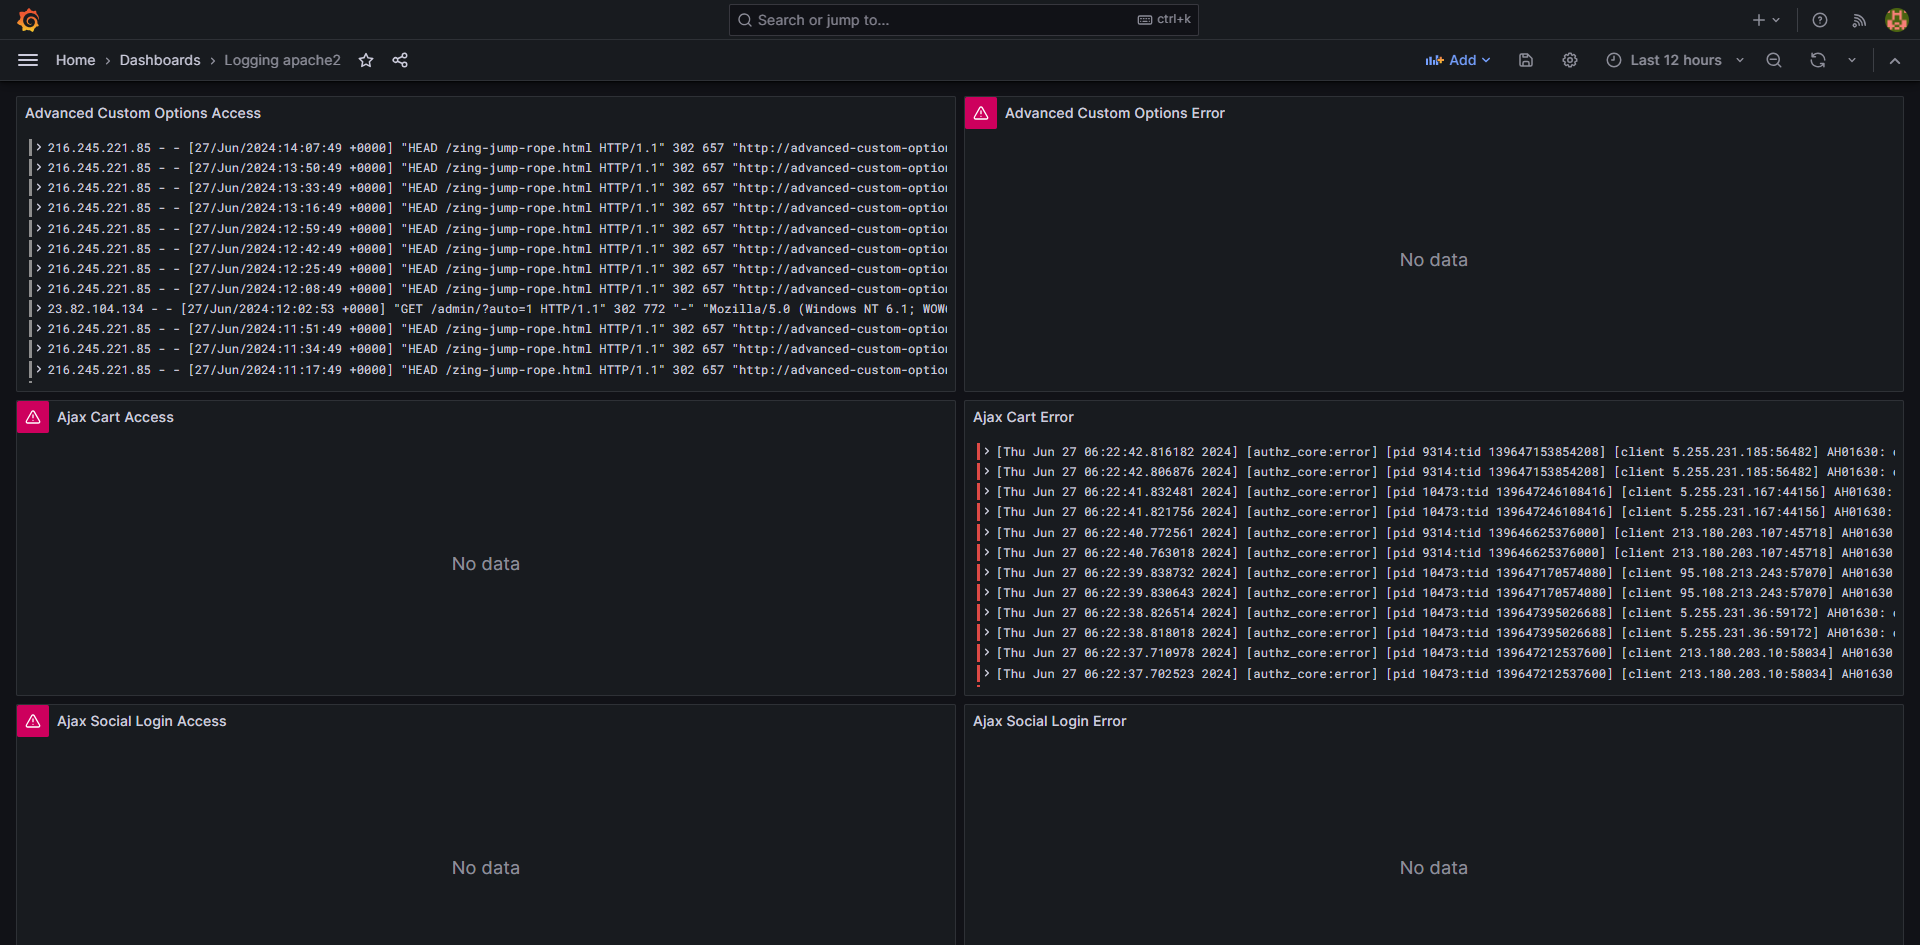 Search or jump to...
ctrl+k
Home › Dashboards › Logging apache2
Add
Last 12 hours
Advanced Custom Options Access
216.245.221.85 - - [27/Jun/2024:14:07:49 +0000] "HEAD /zing-jump-rope.html HTTP/1.1" 302 657 "http://advanced-custom-option
216.245.221.85 - - [27/Jun/2024:13:50:49 +0000] "HEAD /zing-jump-rope.html HTTP/1.1" 302 657 "http://advanced-custom-option
216.245.221.85 - - [27/Jun/2024:13:33:49 +0000] "HEAD /zing-jump-rope.html HTTP/1.1" 302 657 "http://advanced-custom-option
216.245.221.85 - - [27/Jun/2024:13:16:49 +0000] "HEAD /zing-jump-rope.html HTTP/1.1" 302 657 "http://advanced-custom-option
216.245.221.85 - - [27/Jun/2024:12:59:49 +0000] "HEAD /zing-jump-rope.html HTTP/1.1" 302 657 "http://advanced-custom-option
216.245.221.85 - - [27/Jun/2024:12:42:49 +0000] "HEAD /zing-jump-rope.html HTTP/1.1" 302 657 "http://advanced-custom-option
216.245.221.85 - - [27/Jun/2024:12:25:49 +0000] "HEAD /zing-jump-rope.html HTTP/1.1" 302 657 "http://advanced-custom-option
216.245.221.85 - - [27/Jun/2024:12:08:49 +0000] "HEAD /zing-jump-rope.html HTTP/1.1" 302 657 "http://advanced-custom-option
23.82.104.134 - - [27/Jun/2024:12:02:53 +0000] "GET /admin/?auto=1 HTTP/1.1" 302 772 "-" "Mozilla/5.0 (Windows NT 6.1; WOW
216.245.221.85 - - [27/Jun/2024:11:51:49 +0000] "HEAD /zing-jump-rope.html HTTP/1.1" 302 657 "http://advanced-custom-option
216.245.221.85 - - [27/Jun/2024:11:34:49 +0000] "HEAD /zing-jump-rope.html HTTP/1.1" 302 657 "http://advanced-custom-option
216.245.221.85 - - [27/Jun/2024:11:17:49 +0000] "HEAD /zing-jump-rope.html HTTP/1.1" 302 657 "http://advanced-custom-option
Advanced Custom Options Error
No data
Ajax Cart Access
No data
Ajax Cart Error
[Thu Jun 27 06:22:42.816182 2024] [authz_core:error] [pid 9314:tid 139647153854208] [client 5.255.231.185:56482] AH01630:
[Thu Jun 27 06:22:42.806876 2024] [authz_core:error] [pid 9314:tid 139647153854208] [client 5.255.231.185:56482] AH01630:
[Thu Jun 27 06:22:41.832481 2024] [authz_core:error] [pid 10473:tid 139647246108416] [client 5.255.231.167:44156] AH01630:
[Thu Jun 27 06:22:41.821756 2024] [authz_core:error] [pid 10473:tid 139647246108416] [client 5.255.231.167:44156] AH01630:
[Thu Jun 27 06:22:40.772561 2024] [authz_core:error] [pid 9314:tid 139646625376000] [client 213.180.203.107:45718] AH01630
[Thu Jun 27 06:22:40.763018 2024] [authz_core:error] [pid 9314:tid 139646625376000] [client 213.180.203.107:45718] AH01630
[Thu Jun 27 06:22:39.838732 2024] [authz_core:error] [pid 10473:tid 139647170574080] [client 95.108.213.243:57070] AH01630
[Thu Jun 27 06:22:39.830643 2024] [authz_core:error] [pid 10473:tid 139647170574080] [client 95.108.213.243:57070] AH01630
[Thu Jun 27 06:22:38.826514 2024] [authz_core:error] [pid 10473:tid 139647395026688] [client 5.255.231.36:59172] AH01630:
[Thu Jun 27 06:22:38.818018 2024] [authz_core:error] [pid 10473:tid 139647395026688] [client 5.255.231.36:59172] AH01630:
[Thu Jun 27 06:22:37.710978 2024] [authz_core:error] [pid 10473:tid 139647212537600] [client 213.180.203.10:58034] AH01630
[Thu Jun 27 06:22:37.702523 2024] [authz_core:error] [pid 10473:tid 139647212537600] [client 213.180.203.10:58034] AH01630
Ajax Social Login Access
No data
Ajax Social Login Error
No data